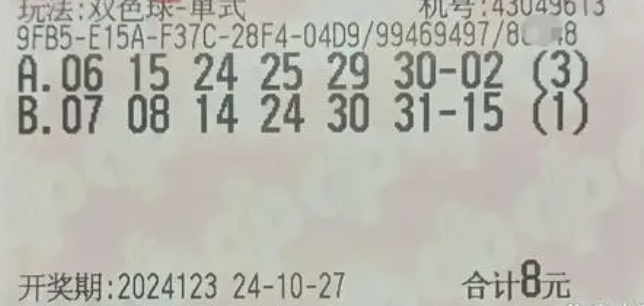 玩法:双色球-单式 机号:43049613
9FB5-E15A-F37C-28F4-04D9/99469497/8 8
A.06 15 24 25 29 30-02 (3)
B.07 08 14 24 30 31-15 (1)
开奖期:2024123 24-10-27 合计8元